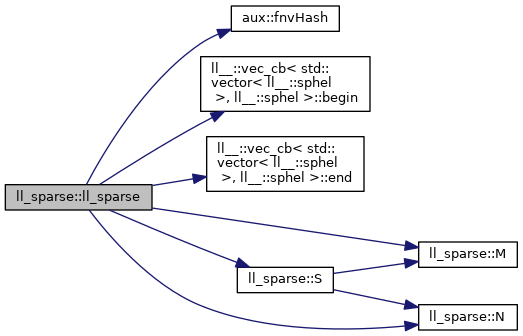 aux::fnvHash
ll__::vec_cb< std::
vector< ll__::sphel
>, ll__::sphel >::begin
ll__::vec_cb< std::
vector< ll__::sphel
>, ll__::sphel >::end
ll_sparse::ll_sparse
ll_sparse::M
ll_sparse::S
ll_sparse::N